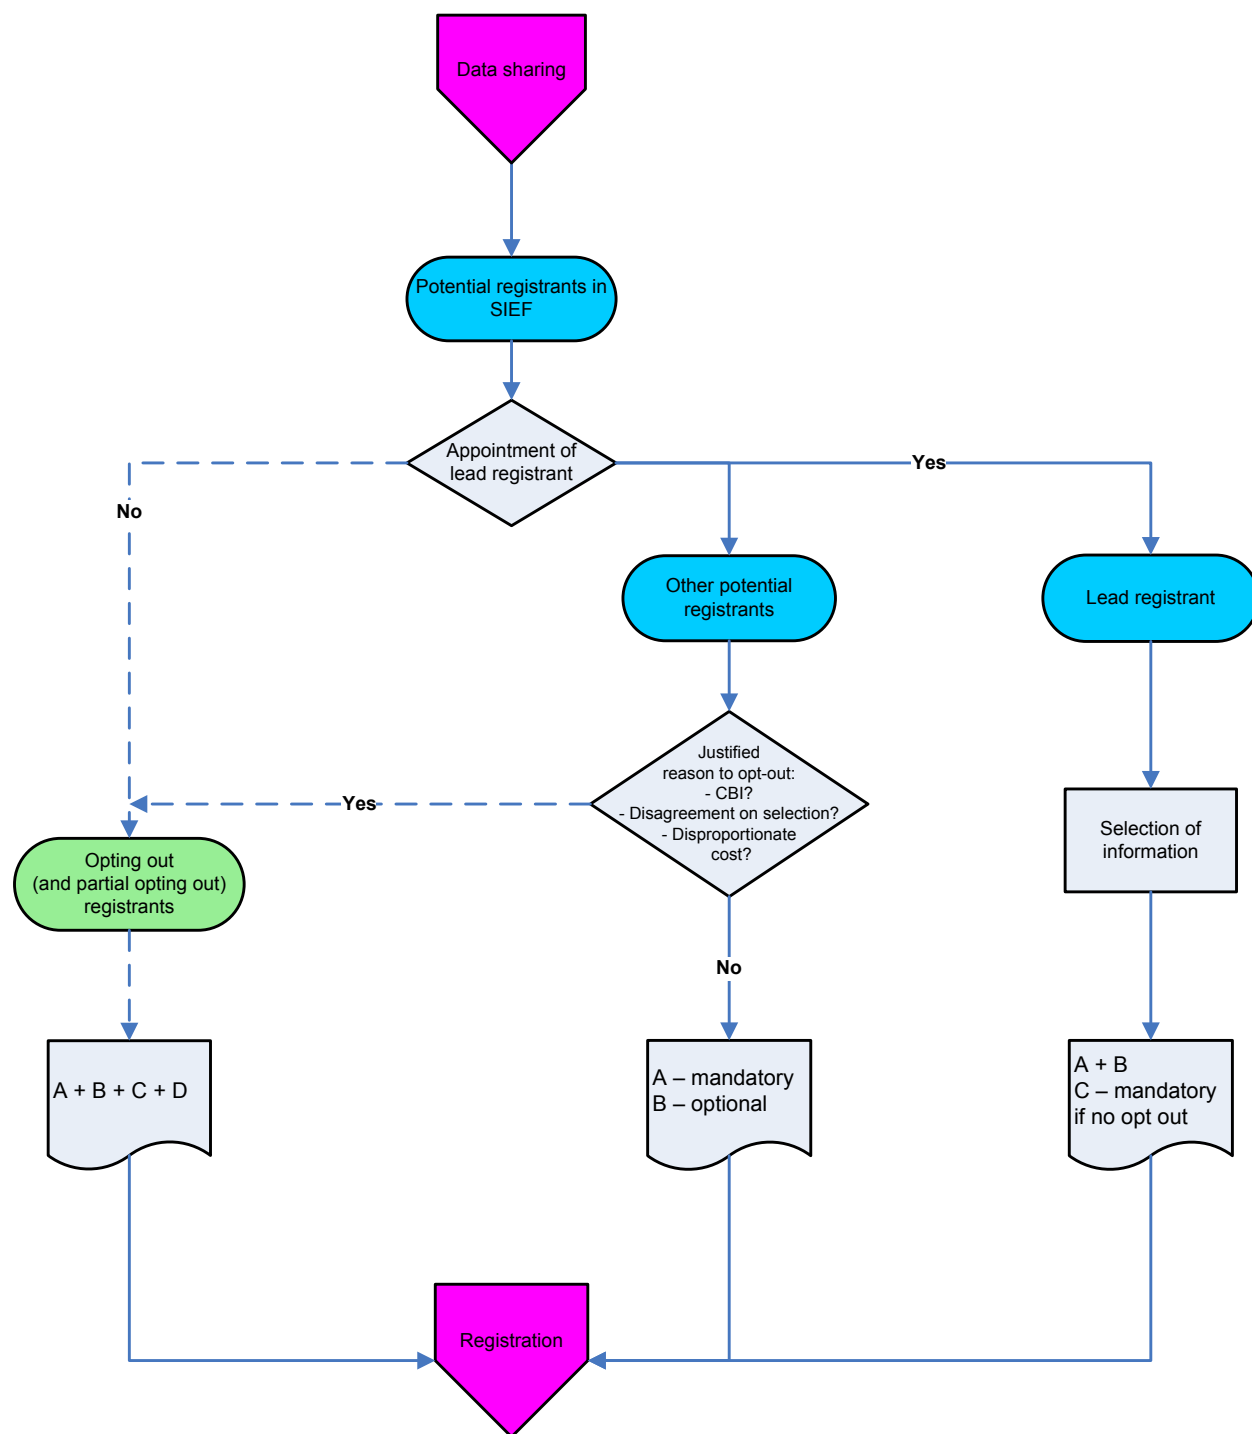 Data sharing
Potential registrants in
SIEF
Appointment of
lead registrant
Yes
No
Other potential
registrants
Lead registrant
Justified
reason to opt-out:
- CBI?
- Disagreement on selection?
- Disproportionate
cost?
Yes
Selection of
information
Opting out
(and partial opting out)
registrants
No
A + B + C + D
A – mandatory
B – optional
A + B
C – mandatory
if no opt out
Registration